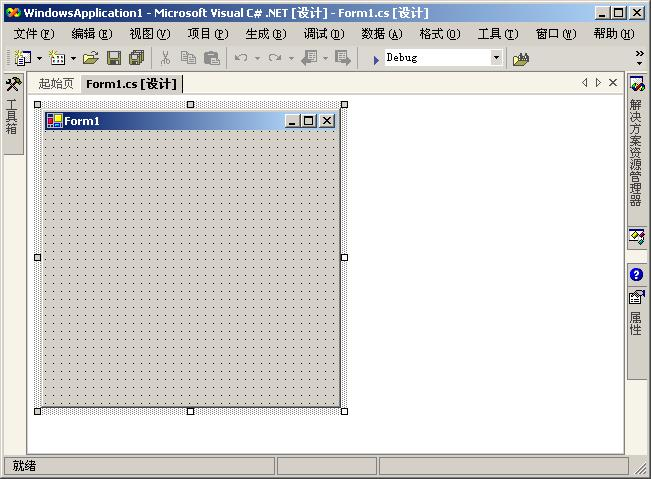 WindowsApplication1 - Microsoft Visual C# .NET [设计] - Form1.cs [设计]
文件(F) 编辑(E) 视图(V) 项目(P) 生成(B) 调试(D) 数据(A) 格式(O) 工具(T) 窗口(W) 帮助(H)
Debug
起始页 Form1.cs [设计]
工具箱
Form1
解决方案资源管理器
属性
就绪